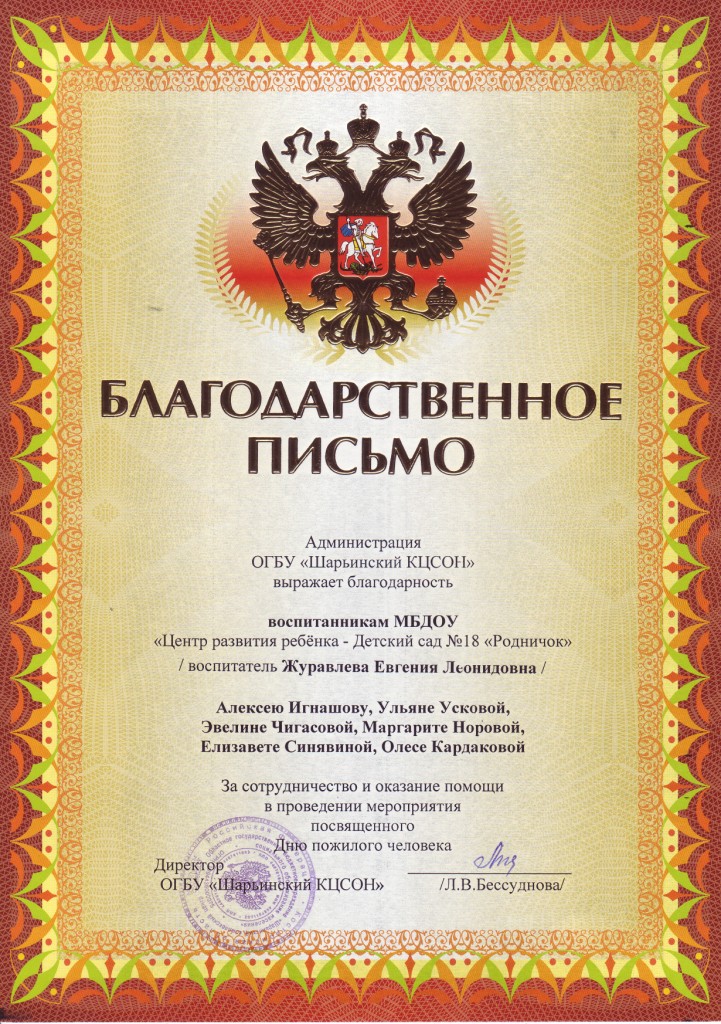 БЛАГОДАРСТВЕННОЕ
ПИСЬМО
Администрация
ОГБУ «Шарьинский КЦСОН»
выражает благодарность
воспитанникам МБДОУ
«Центр развития ребёнка - Детский сад №18 «Родничок»
/ воспитатель Журавлева Евгения Леонидовна /
Алексею Игнашову, Ульяне Усковой,
Эвелине Чигасовой, Маргарите Норовой,
Елизавете Синявиной, Олесе Кардаковой
За сотрудничество и оказание помощи
в проведении мероприятия
посвященного
Дню пожилого человека
Директор
ОГБУ «Шарьинский КЦСОН» /Л.В.Бессуднова/
Российская